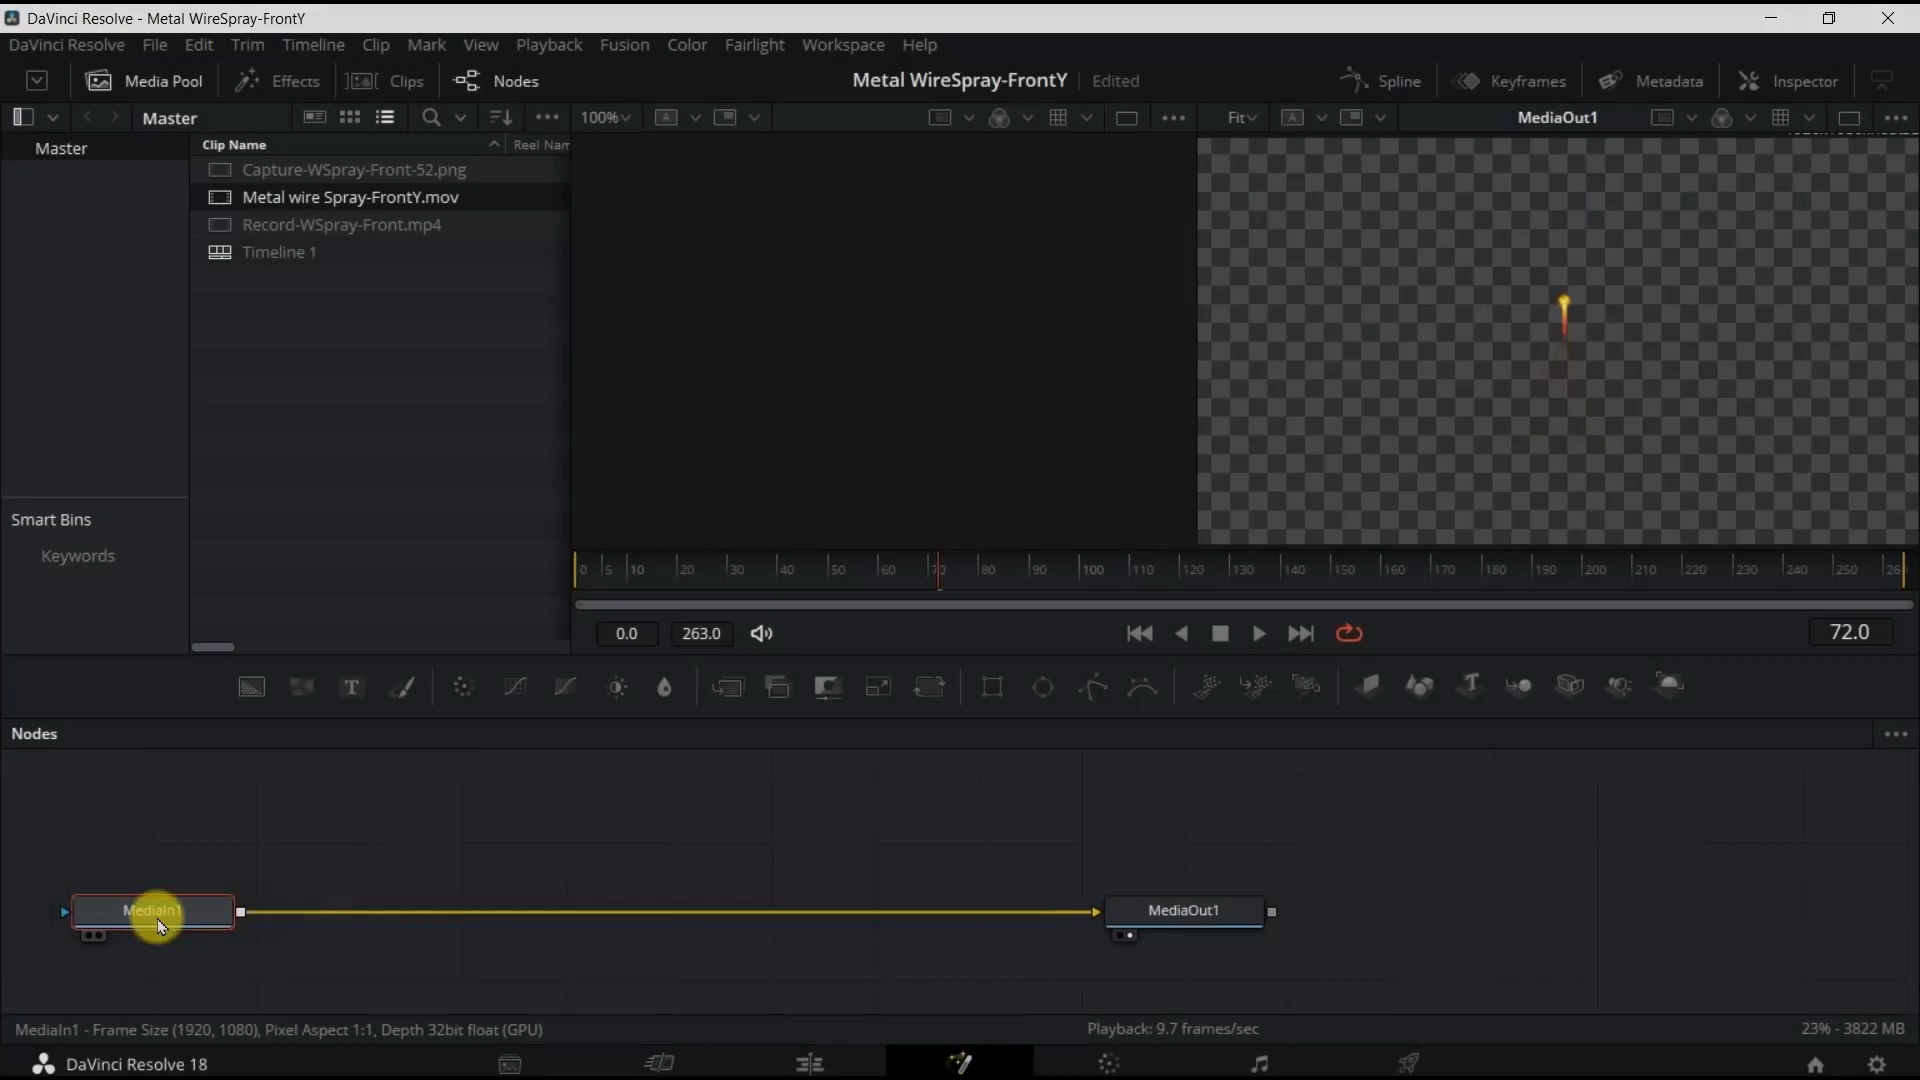 DaVinci Resolve - Metal WireSpray-FrontY
DaVinci Resolve File Edit Trim Timeline Clip Mark View Playback Fusion Color Fairlight Workspace Help
Media Pool Effects Clips Nodes Metal WireSpray-FrontY Edited Spline Keyframes Metadata Inspector
Master 100% Fit MediaOut1
Master
Clip Name Reel Nam
Capture-WSpray-Front-52.png
Metal wire Spray-FrontY.mov
Record-WSpray-Front.mp4
Timeline 1
Smart Bins
Keywords
0 5 10 20 30 40 50 60 80 90 100 110 120 130 140 150 160 170 180 190 200 210 220 230 240 250
0.0 263.0 72.0
Nodes
MediaIn1 MediaOut1
MediaIn1 - Frame Size (1920, 1080), Pixel Aspect 1:1, Depth 32bit float (GPU) Playback: 9.7 frames/sec 23% - 3822 MB
DaVinci Resolve 18